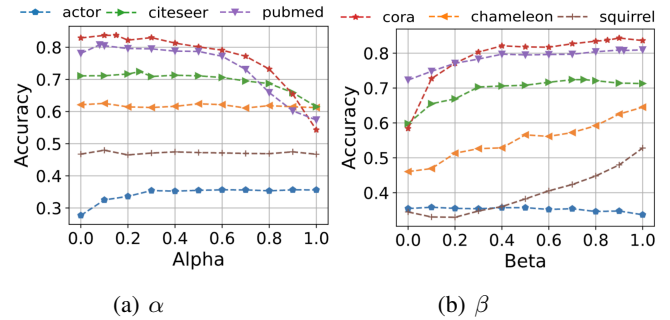 actor citeseer pubmed cora chameleon squirrel
0.8
0.7
0.6
0.5
0.4
0.3
Accuracy
0.0 0.2 0.4 0.6 0.8 1.0
Alpha
(a) α
0.8
0.7
0.6
0.5
0.4
Accuracy
0.0 0.2 0.4 0.6 0.8 1.0
Beta
(b) β